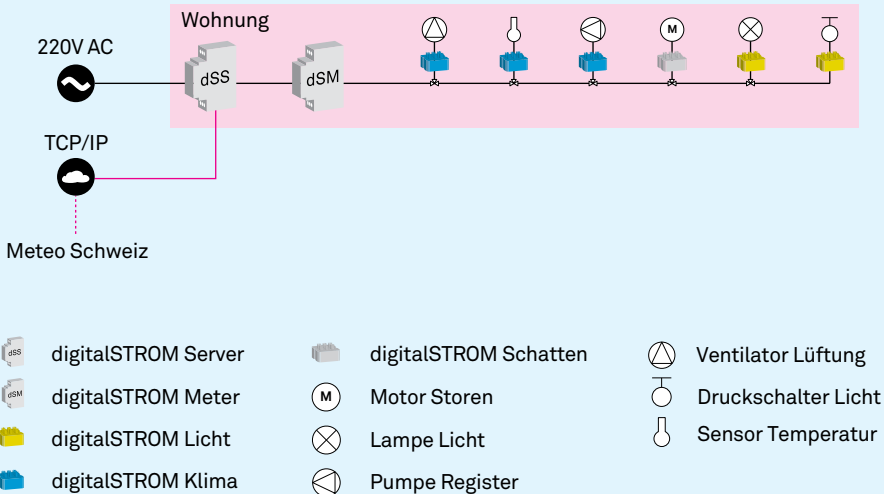 Wohnung
220V AC
dSS
dSM
M
TCP/IP
Meteo Schweiz
dSS digitalSTROM Server
digitalSTROM Schatten
Ventilator Lüftung
dSM digitalSTROM Meter
M Motor Storen
Druckschalter Licht
digitalSTROM Licht
Lampe Licht
Sensor Temperatur
digitalSTROM Klima
Pumpe Register